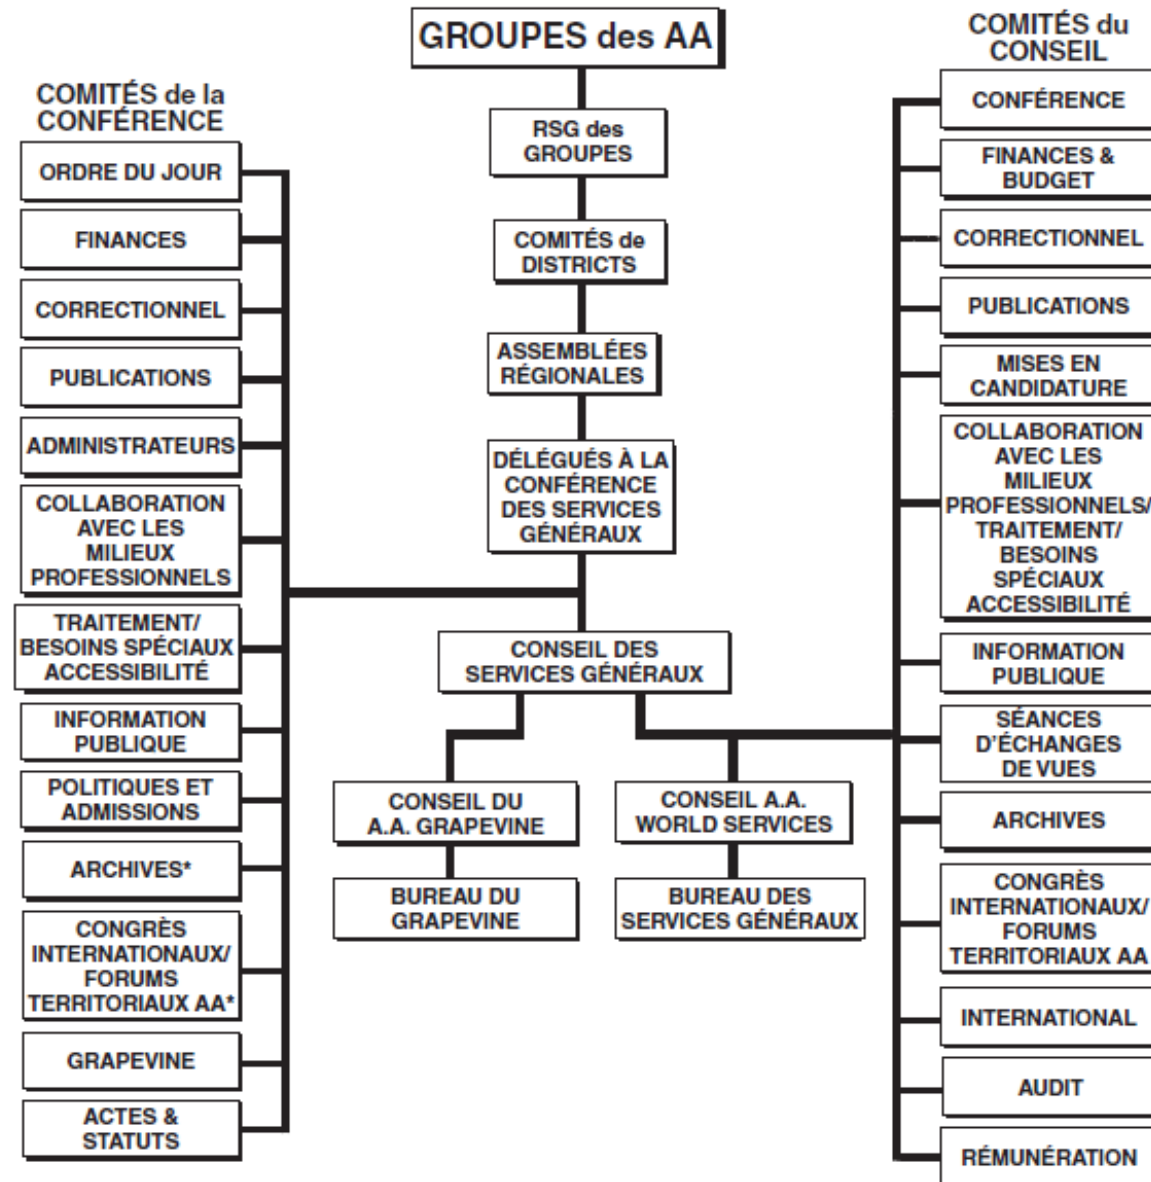 GROUPES des AA
RSG des
GROUPES
COMITÉS de
DISTRICTS
ASSEMBLÉES
RÉGIONALES
DÉLÉGUÉS À LA
CONFÉRENCE
DES SERVICES
GÉNÉRAUX
CONSEIL DES
SERVICES GÉNÉRAUX
CONSEIL DU
A.A. GRAPEVINE
BUREAU DU
GRAPEVINE
CONSEIL A.A.
WORLD SERVICES
BUREAU DES
SERVICES GÉNÉRAUX
COMITÉS de la
CONFÉRENCE
ORDRE DU JOUR
FINANCES
CORRECTIONNEL
PUBLICATIONS
ADMINISTRATEURS
COLLABORATION
AVEC LES
MILIEUX
PROFESSIONNELS
TRAITEMENT/
BESOINS SPÉCIAUX
ACCESSIBILITÉ
INFORMATION
PUBLIQUE
POLITIQUES ET
ADMISSIONS
ARCHIVES*
CONGRÈS
INTERNATIONAUX/
FORUMS
TERRITORIAUX AA*
GRAPEVINE
ACTES &
STATUTS
COMITÉS du
CONSEIL
CONFÉRENCE
FINANCES &
BUDGET
CORRECTIONNEL
PUBLICATIONS
MISES EN
CANDIDATURE
COLLABORATION
AVEC LES
MILIEUX
PROFESSIONNELS/
TRAITEMENT/
BESOINS
SPÉCIAUX
ACCESSIBILITÉ
INFORMATION
PUBLIQUE
SÉANCES
D'ÉCHANGES
DE VUES
ARCHIVES
CONGRÈS
INTERNATIONAUX/
FORUMS
TERRITORIAUX AA
INTERNATIONAL
AUDIT
RÉMUNÉRATION